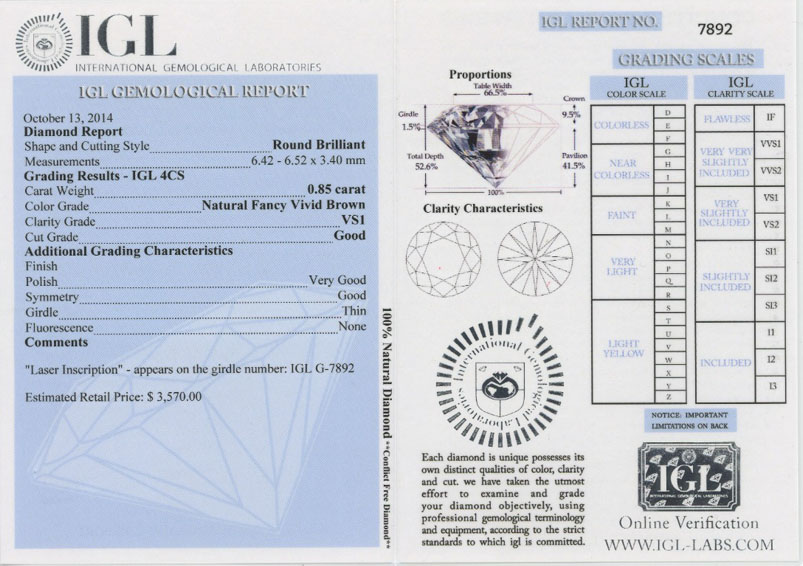 IGL
INTERNATIONAL GEMOLOGICAL LABORATORIES
IGL GEMOLOGICAL REPORT
October 13, 2014
Diamond Report
Shape and Cutting Style Round Brilliant
Measurements 6.42 - 6.52 x 3.40 mm
Grading Results - IGL 4CS
Carat Weight 0.85 carat
Color Grade Natural Fancy Vivid Brown
Clarity Grade VS1
Cut Grade Good
Additional Grading Characteristics
Finish
Polish Very Good
Symmetry Good
Girdle Thin
Fluorescence None
Comments
"Laser Inscription" - appears on the girdle number: IGL G-7892
Estimated Retail Price: $ 3,570.00
100% Natural Diamond **Conflict Free Diamond**
IGL REPORT NO. 7892
Proportions
Table Width
66.5%
Girdle
1.5%
Crown
9.5%
Total Depth
52.6%
Pavilion
41.5%
100%
Clarity Characteristics
International Gemological Laboratories
Each diamond is unique possesses its
own distinct qualities of color, clarity
and cut. we have taken the utmost
effort to examine and grade
your diamond objectively, using
professional gemological terminology
and equipment, according to the strict
standards to which igl is committed.
GRADING SCALES
IGL
COLOR SCALE
COLORLESS
D
E
F
NEAR
COLORLESS
G
H
I
J
FAINT
K
L
M
VERY
LIGHT
N
O
P
Q
R
LIGHT
YELLOW
S
T
U
V
W
X
Y
Z
IGL
CLARITY SCALE
FLAWLESS
IF
VERY VERY
SLIGHTLY
INCLUDED
VVS1
VVS2
VERY
SLIGHTLY
INCLUDED
VS1
VS2
SLIGHTLY
INCLUDED
SI1
SI2
SI3
INCLUDED
I1
I2
I3
NOTICE: IMPORTANT
LIMITATIONS ON BACK
IGL
INTERNATIONAL GEMOLOGICAL LABORATORIES
Online Verification
WWW.IGL-LABS.COM